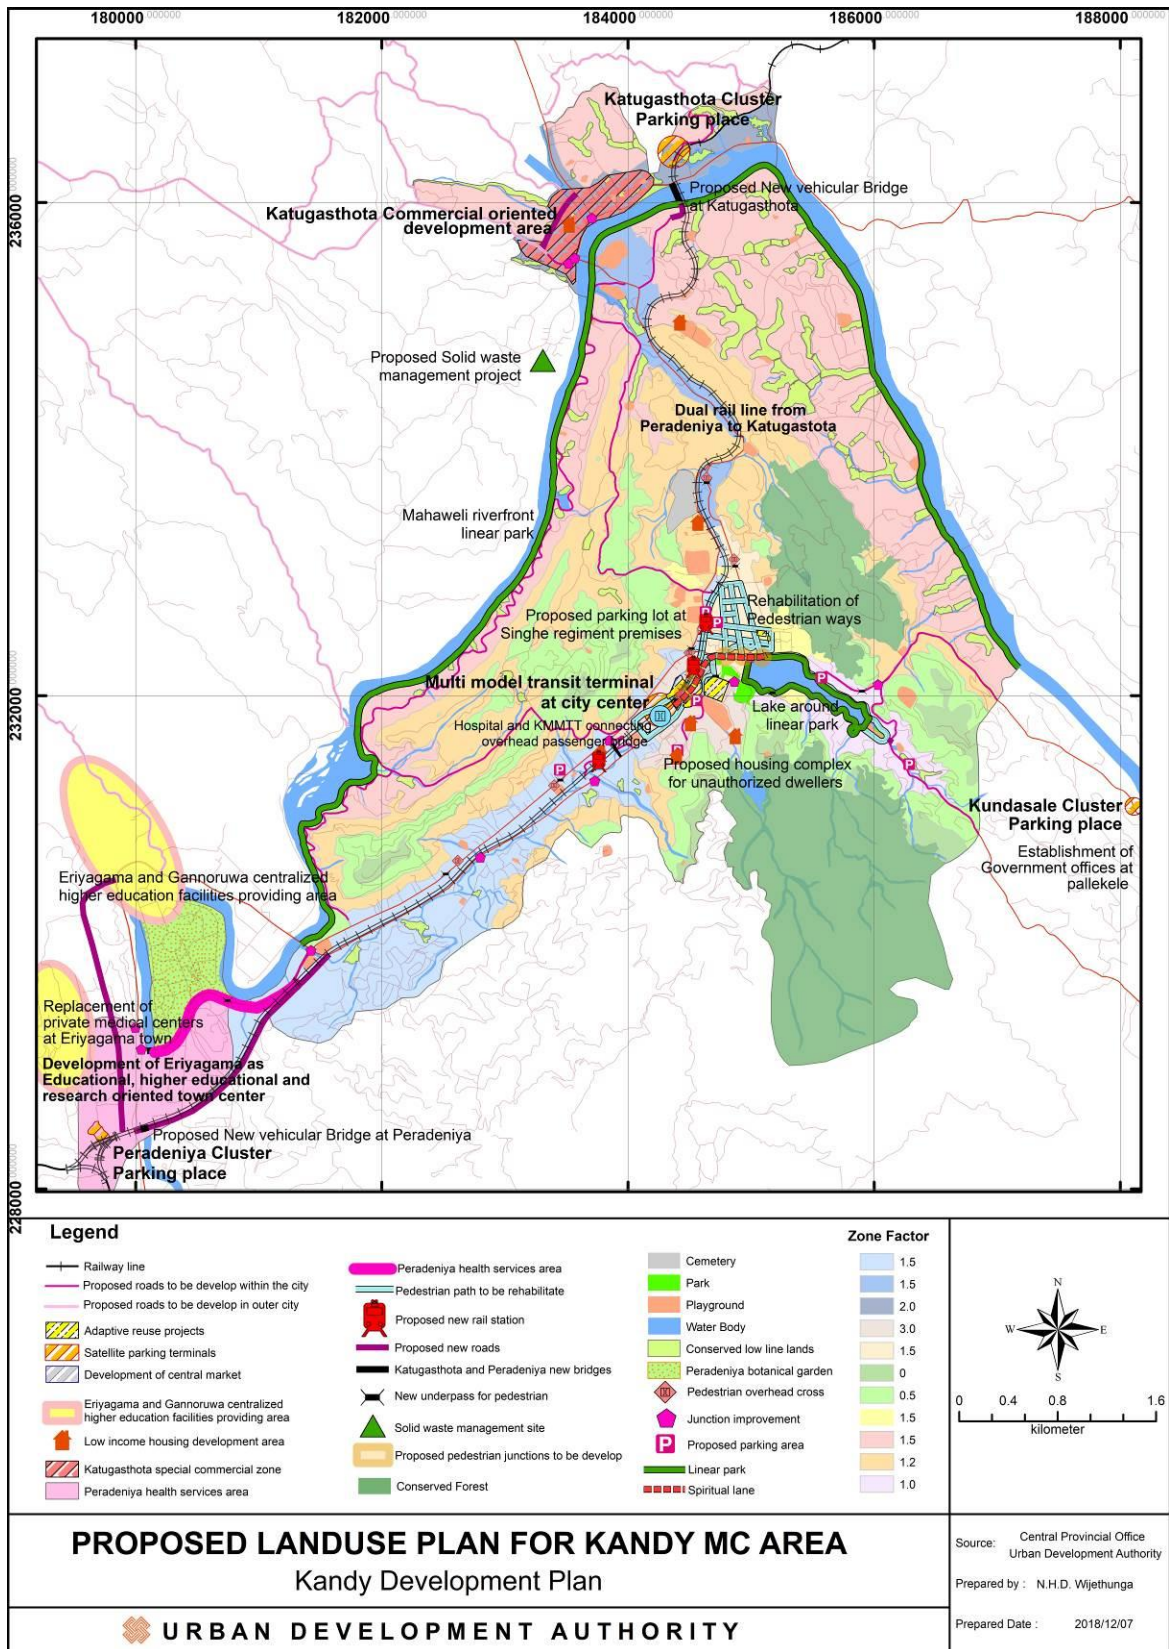 180000 000000
182000 000000
184000 000000
186000 000000
188000 000000
236000 000000
232000 000000
228000 000000
Katugasthota Cluster
Parking place
Proposed New vehicular Bridge
at Katugasthota
Katugasthota Commercial oriented
development area
Proposed Solid waste
management project
Dual rail line from
Peradeniya to Katugastota
Mahaweli riverfront
linear park
Proposed parking lot at
Singhe regiment premises
Rehabilitation of
Pedestrian ways
Multi model transit terminal
at city center
Lake around
linear park
Hospital and KMMTT connecting
overhead passenger bridge
Proposed housing complex
for unauthorized dwellers
Kundasale Cluster
Parking place
Establishment of
Government offices at
pallekele
Eriyagama and Gannoruwa centralized
higher education facilities providing area
Replacement of
private medical centers
at Eriyagama town
Development of Eriyagama as
Educational, higher educational and
research oriented town center
Proposed New vehicular Bridge at Peradeniya
Peradeniya Cluster
Parking place
Legend
Railway line
Proposed roads to be develop within the city
Proposed roads to be develop in outer city
Adaptive reuse projects
Satellite parking terminals
Development of central market
Eriyagama and Gannoruwa centralized
higher education facilities providing area
Low income housing development area
Katugasthota special commercial zone
Peradeniya health services area
Peradeniya health services area
Pedestrian path to be rehabilitate
Proposed new rail station
Proposed new roads
Katugasthota and Peradeniya new bridges
New underpass for pedestrian
Solid waste management site
Proposed pedestrian junctions to be develop
Conserved Forest
Cemetery
Park
Playground
Water Body
Conserved low line lands
Peradeniya botanical garden
Pedestrian overhead cross
Junction improvement
P Proposed parking area
Linear park
Spiritual lane
Zone Factor
1.5
1.5
2.0
3.0
1.5
0
0.5
1.5
1.5
1.2
1.0
N
W E
S
0 0.4 0.8 1.6
kilometer
PROPOSED LANDUSE PLAN FOR KANDY MC AREA
Kandy Development Plan
URBAN DEVELOPMENT AUTHORITY
Source: Central Provincial Office
Urban Development Authority
Prepared by : N.H.D. Wijethunga
Prepared Date : 2018/12/07